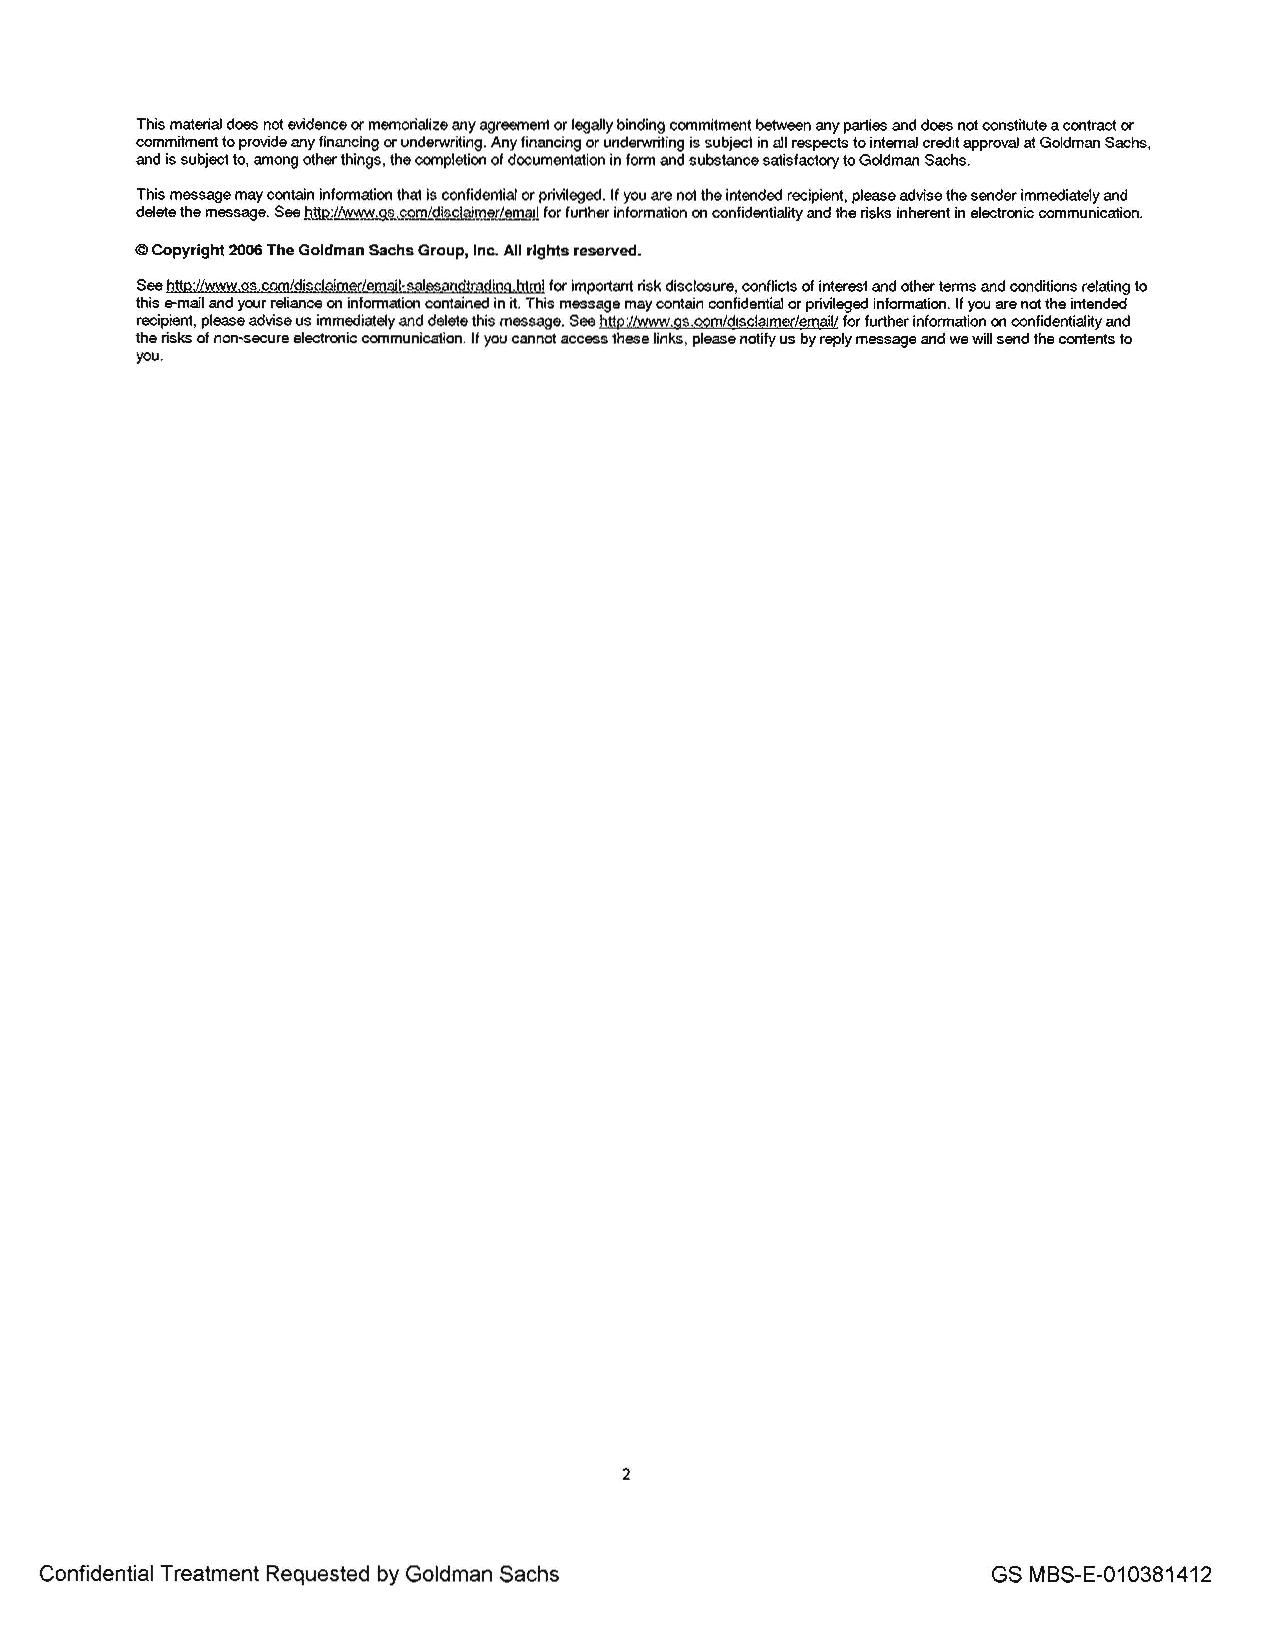 This material does not evidence or memorialize any agreement or legally binding commitment between any parties and does not constitute a contract or
commitment to provide any financing or underwriting. Any financing or underwriting is subject in all respects to internal credit approval at Goldman Sachs,
and is subject to, among other things, the completion of documentation in form and substance satisfactory to Goldman Sachs.
This message may contain information that is confidential or privileged. If you are not the intended recipient, please advise the sender immediately and
delete the message. See http://www.gs.com/disclaimer/email for further information on confidentiality and the risks inherent in electronic communication.
© Copyright 2006 The Goldman Sachs Group, Inc. All rights reserved.
See http://www.gs.com/disclaimer/email-salesandtrading.html for important risk disclosure, conflicts of interest and other terms and conditions relating to
this e-mail and your reliance on information contained in it. This message may contain confidential or privileged information. If you are not the intended
recipient, please advise us immediately and delete this message. See http://www.gs.com/disclaimer/email/ for further information on confidentiality and
the risks of non-secure electronic communication. If you cannot access these links, please notify us by reply message and we will send the contents to
you.
2
Confidential Treatment Requested by Goldman Sachs
GS MBS-E-010381412